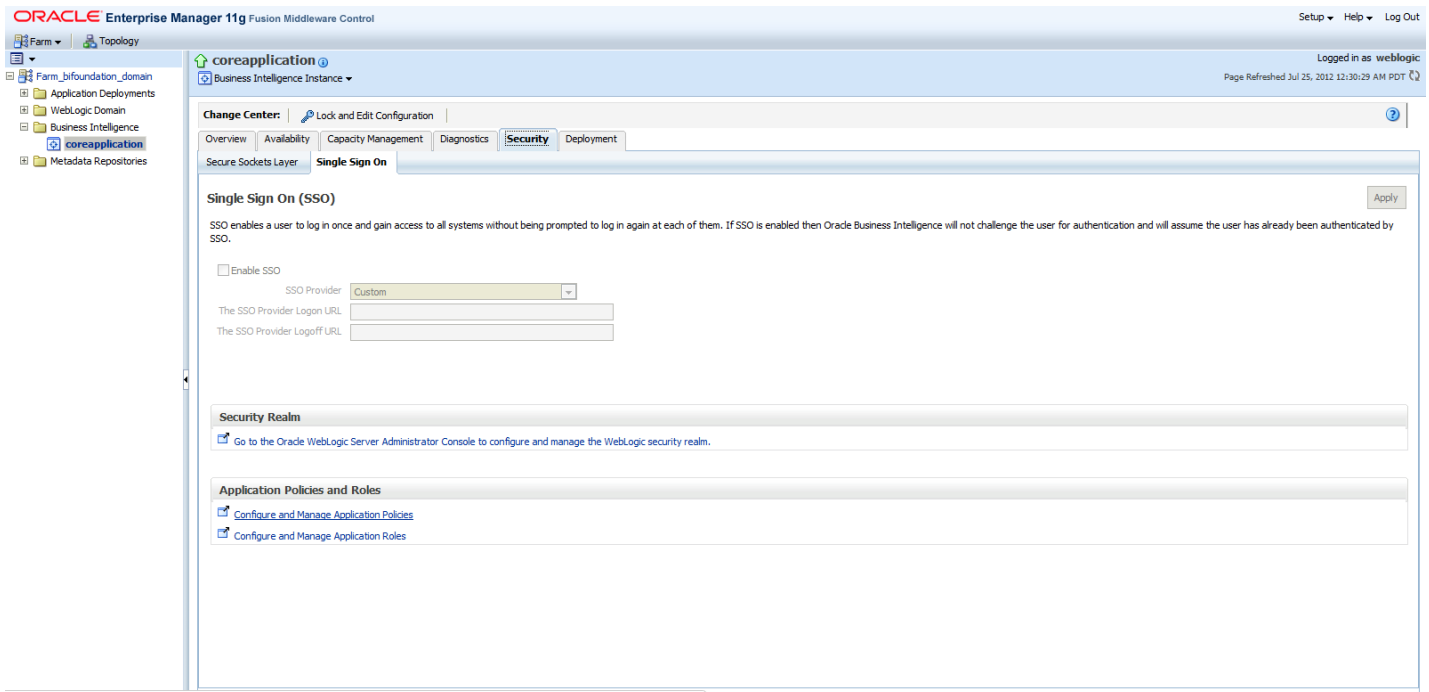 ORACLE Enterprise Manager 11g Fusion Middleware Control
Setup Help Log Out
Farm Topology
Farm_bifoundation_domain
Application Deployments
WebLogic Domain
Business Intelligence
coreapplication
Metadata Repositories
coreapplication
Logged in as weblogic
Business Intelligence Instance
Page Refreshed Jul 25, 2012 12:30:29 AM PDT
Change Center: Lock and Edit Configuration
Overview Availability Capacity Management Diagnostics Security Deployment
Secure Sockets Layer Single Sign On
Single Sign On (SSO)
Apply
SSO enables a user to log in once and gain access to all systems without being prompted to log in again at each of them. If SSO is enabled then Oracle Business Intelligence will not challenge the user for authentication and will assume the user has already been authenticated by
SSO.
Enable SSO
SSO Provider Custom
The SSO Provider Logon URL
The SSO Provider Logoff URL
Security Realm
Go to the Oracle WebLogic Server Administrator Console to configure and manage the WebLogic security realm.
Application Policies and Roles
Configure and Manage Application Policies
Configure and Manage Application Roles